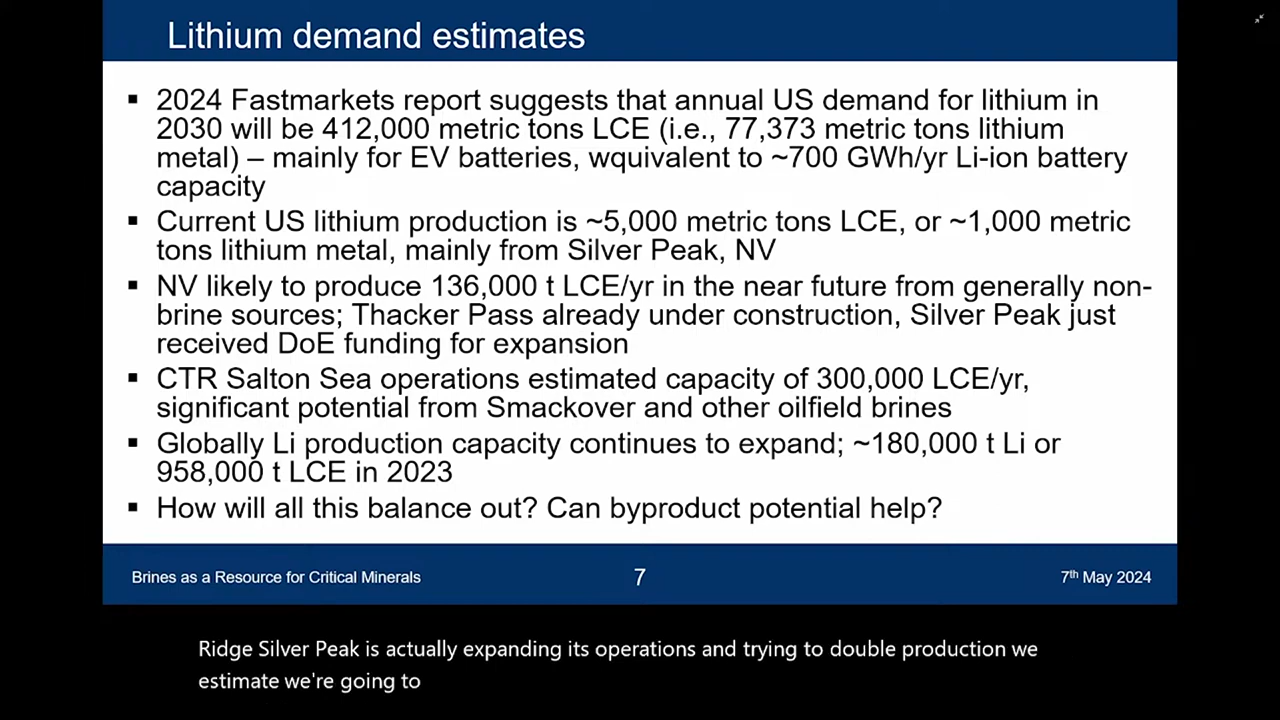 Lithium demand estimates
▪ 2024 Fastmarkets report suggests that annual US demand for lithium in
2030 will be 412,000 metric tons LCE (i.e., 77,373 metric tons lithium
metal) – mainly for EV batteries, wquivalent to ~700 GWh/yr Li-ion battery
capacity
▪ Current US lithium production is ~5,000 metric tons LCE, or ~1,000 metric
tons lithium metal, mainly from Silver Peak, NV
▪ NV likely to produce 136,000 t LCE/yr in the near future from generally non-
brine sources; Thacker Pass already under construction, Silver Peak just
received DoE funding for expansion
▪ CTR Salton Sea operations estimated capacity of 300,000 LCE/yr,
significant potential from Smackover and other oilfield brines
▪ Globally Li production capacity continues to expand; ~180,000 t Li or
958,000 t LCE in 2023
▪ How will all this balance out? Can byproduct potential help?
Brines as a Resource for Critical Minerals
7
7th May 2024
Ridge Silver Peak is actually expanding its operations and trying to double production we
estimate we're going to